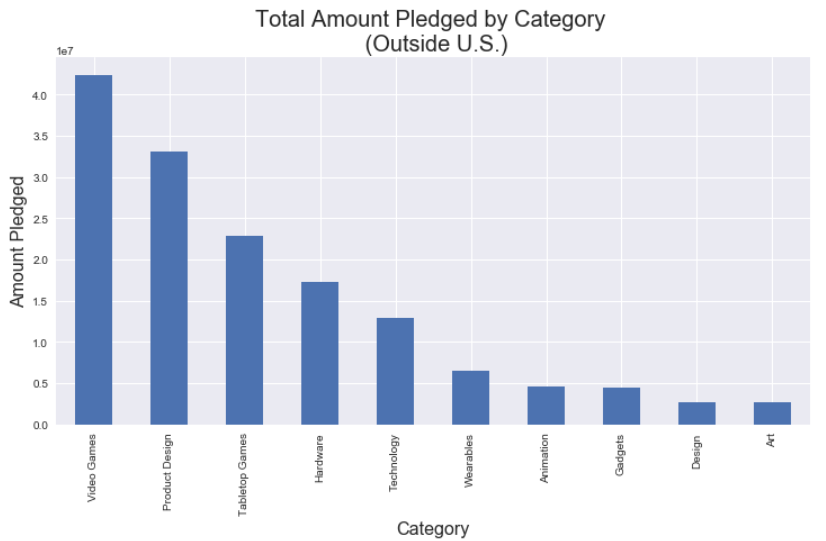 Total Amount Pledged by Category
(Outside U.S.)
1e7
4.0
3.5
3.0
2.5
2.0
1.5
1.0
0.5
0.0
Amount Pledged
Video Games
Product Design
Tabletop Games
Hardware
Technology
Wearables
Animation
Gadgets
Design
Art
Category